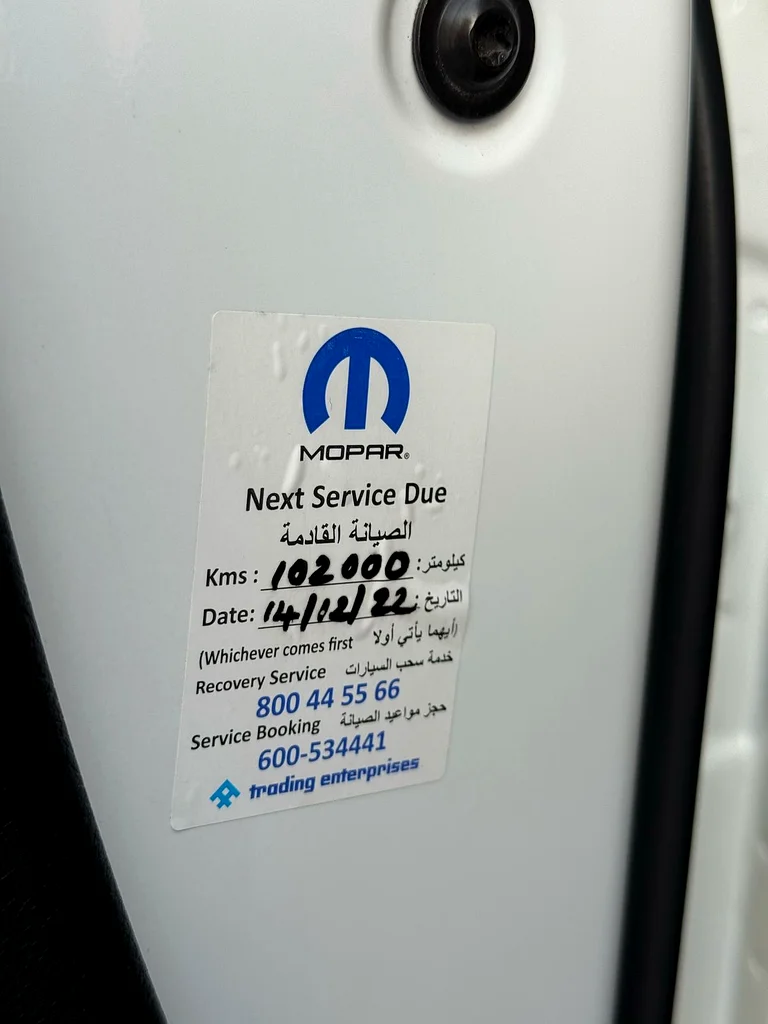 MOPAR®
Next Service Due
الصيانة القادمة
Kms : 102000 كيلومتر:
Date: 14/12/22 التاريخ :
(Whichever comes first أيهما يأتي أولا)
Recovery Service خدمة سحب السيارات
800 44 55 66
Service Booking حجز مواعيد الصيانة
600-534441
trading enterprises